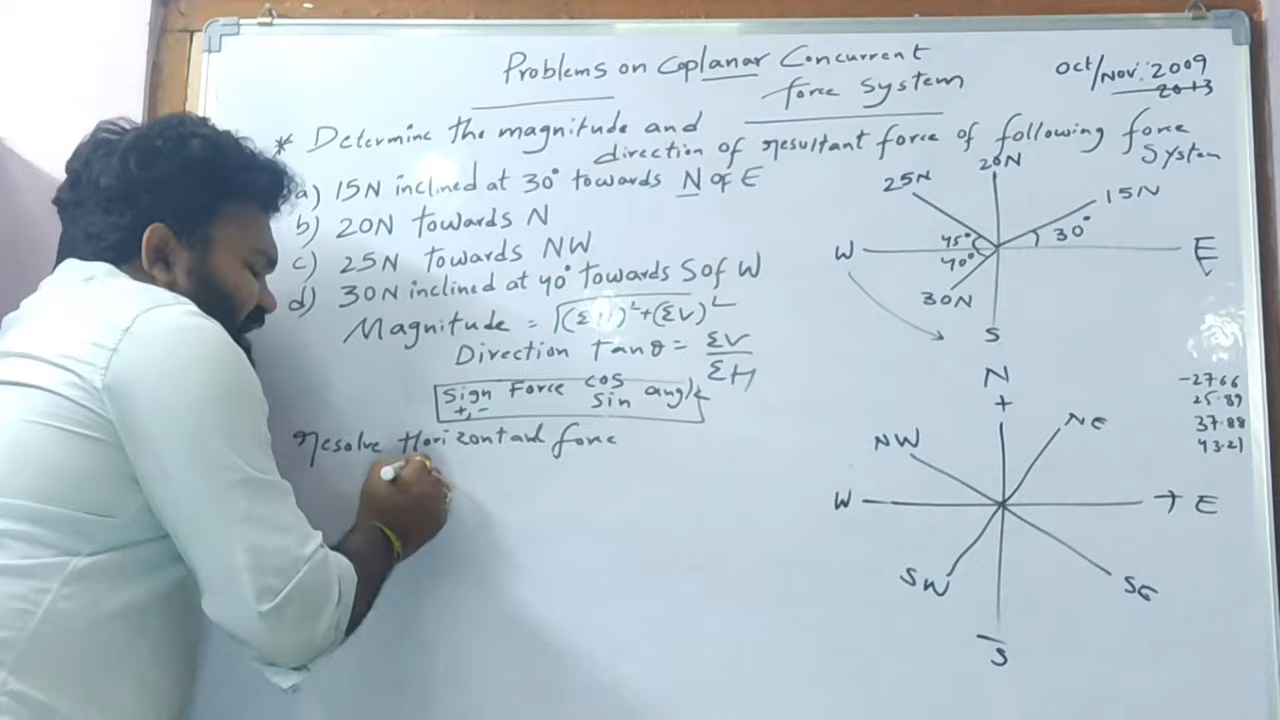 Problems on Coplanar Concurrent
force System
Oct/Nov: 2009
2013
* Determine the magnitude and
direction of resultant force of following force
System
a) 15N inclined at 30° towards N of E
b) 20N towards N
c) 25N towards NW
d) 30N inclined at 40° towards S of W
Magnitude = √(ΣH)²+(ΣV)²
Direction tanθ = ΣV
ΣH
Sign Force cos angle
+,- Sin
Resolve Horizontal force
20N
25N
15N
45°
30°
W
E
40°
30N
S
N
+
NW
NE
W
+ E
SW
SE
-
S
-27.66
25.89
37.88
43.21